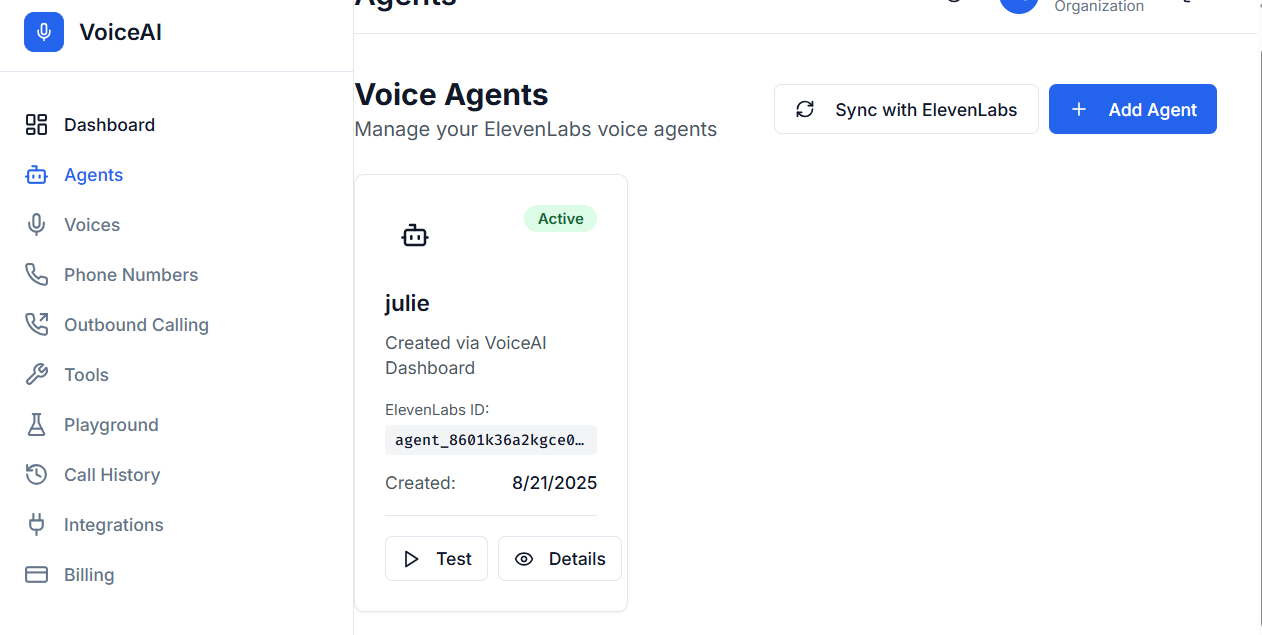 VoiceAI
Dashboard
Agents
Voices
Phone Numbers
Outbound Calling
Tools
Playground
Call History
Integrations
Billing
Agents
Organization
Voice Agents
Manage your ElevenLabs voice agents
Sync with ElevenLabs
Add Agent
Active
julie
Created via VoiceAI
Dashboard
ElevenLabs ID:
agent_8601k36a2kgce0…
Created: 8/21/2025
Test
Details